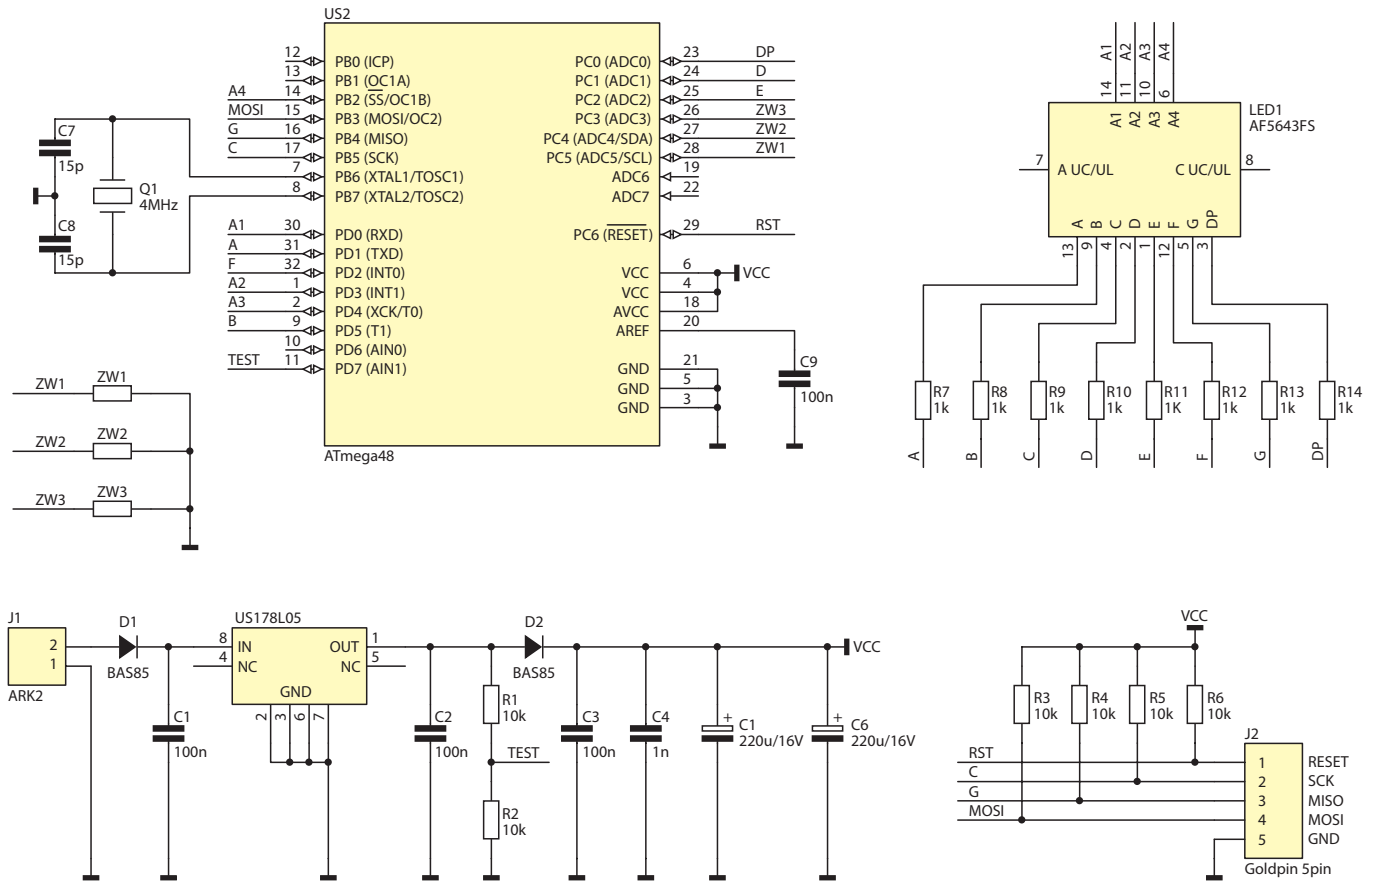 US2
12 PB0 (ICP)
13 PB1 (OC1A)
A4 14 PB2 (SS/OC1B)
MOSI 15 PB3 (MOSI/OC2)
G 16 PB4 (MISO)
C 17 PB5 (SCK)
7 PB6 (XTAL1/TOSC1)
8 PB7 (XTAL2/TOSC2)
A1 30 PD0 (RXD)
A 31 PD1 (TXD)
F 32 PD2 (INT0)
A2 1 PD3 (INT1)
A3 2 PD4 (XCK/T0)
B 9 PD5 (T1)
10 PD6 (AIN0)
TEST 11 PD7 (AIN1)
PC0 (ADC0) 23 DP
PC1 (ADC1) 24 D
PC2 (ADC2) 25 E
PC3 (ADC3) 26 ZW3
PC4 (ADC4/SDA) 27 ZW2
PC5 (ADC5/SCL) 28 ZW1
ADC6 19
ADC7 22
PC6 (RESET) 29 RST
VCC 6 VCC
VCC 4
AVCC 18
AREF 20
GND 21
GND 5
GND 3
ATmega48
C9
100n
C7
15p
Q1
4MHz
C8
15p
ZW1 ZW1
ZW2 ZW2
ZW3 ZW3
A1 A2 A3 A4
14 11 10 6
LED1
AF5643FS
A1 A2 A3 A4
7 A UC/UL C UC/UL 8
A B C D E F G DP
13 9 4 2 1 12 5 3
R7 R8 R9 R10 R11 R12 R13 R14
1k 1k 1k 1k 1K 1k 1k 1k
A B C D E F G DP
J1
2
1
ARK2
D1
BAS85
C1
100n
US178L05
8 IN OUT 1
4 NC NC 5
GND
2 3 6 7
C2
100n
R1
10k
TEST
R2
10k
D2
BAS85
C3
100n
C4
1n
+
C1
220u/16V
+
C6
220u/16V
VCC
VCC
R3 R4 R5 R6
10k 10k 10k 10k
J2
RST 1 RESET
C 2 SCK
G 3 MISO
MOSI 4 MOSI
5 GND
Goldpin 5pin